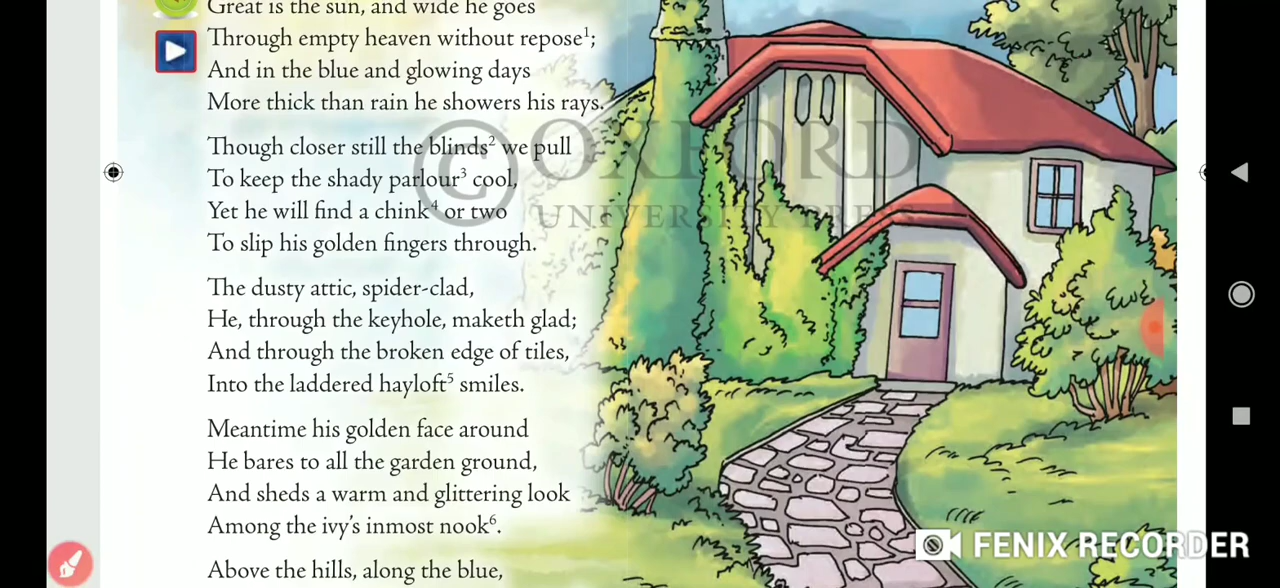 Great is the sun, and wide he goes
Through empty heaven without repose¹;
And in the blue and glowing days
More thick than rain he showers his rays.
Though closer still the blinds² we pull
To keep the shady parlour³ cool,
Yet he will find a chink⁴ or two
To slip his golden fingers through.
The dusty attic, spider-clad,
He, through the keyhole, maketh glad;
And through the broken edge of tiles,
Into the laddered hayloft⁵ smiles.
Meantime his golden face around
He bares to all the garden ground,
And sheds a warm and glittering look
Among the ivy's inmost nook⁶.
Above the hills, along the blue,
© OXFORD
UNIVERSITY PRESS
FENIX RECORDER